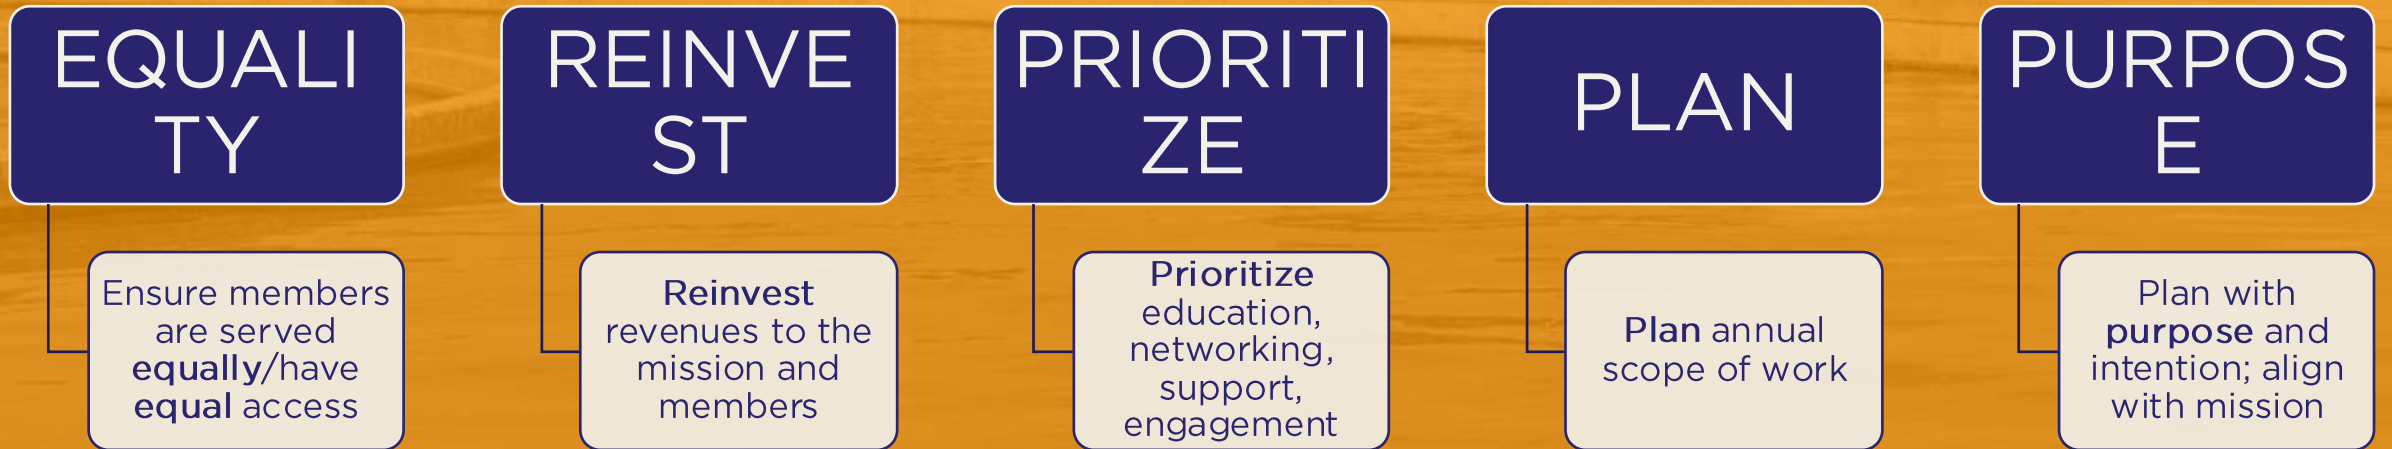 EQUALI
TY
Ensure members
are served
equally/have
equal access
REINVE
ST
Reinvest
revenues to the
mission and
members
PRIORITI
ZE
Prioritize
education,
networking,
support,
engagement
PLAN
Plan annual
scope of work
PURPOS
E
Plan with
purpose and
intention; align
with mission